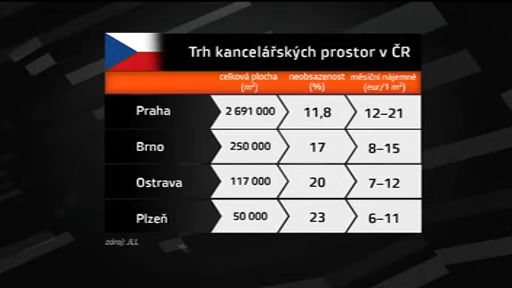 Trh kancelářských prostor v ČR
celková plocha neobsazenost měsíční nájemné
(m²) (%) (eur/1 m²)
Praha 2 691 000 11,8 12–21
Brno 250 000 17 8–15
Ostrava 117 000 20 7–12
Plzeň 50 000 23 6–11
zdroj: JLL